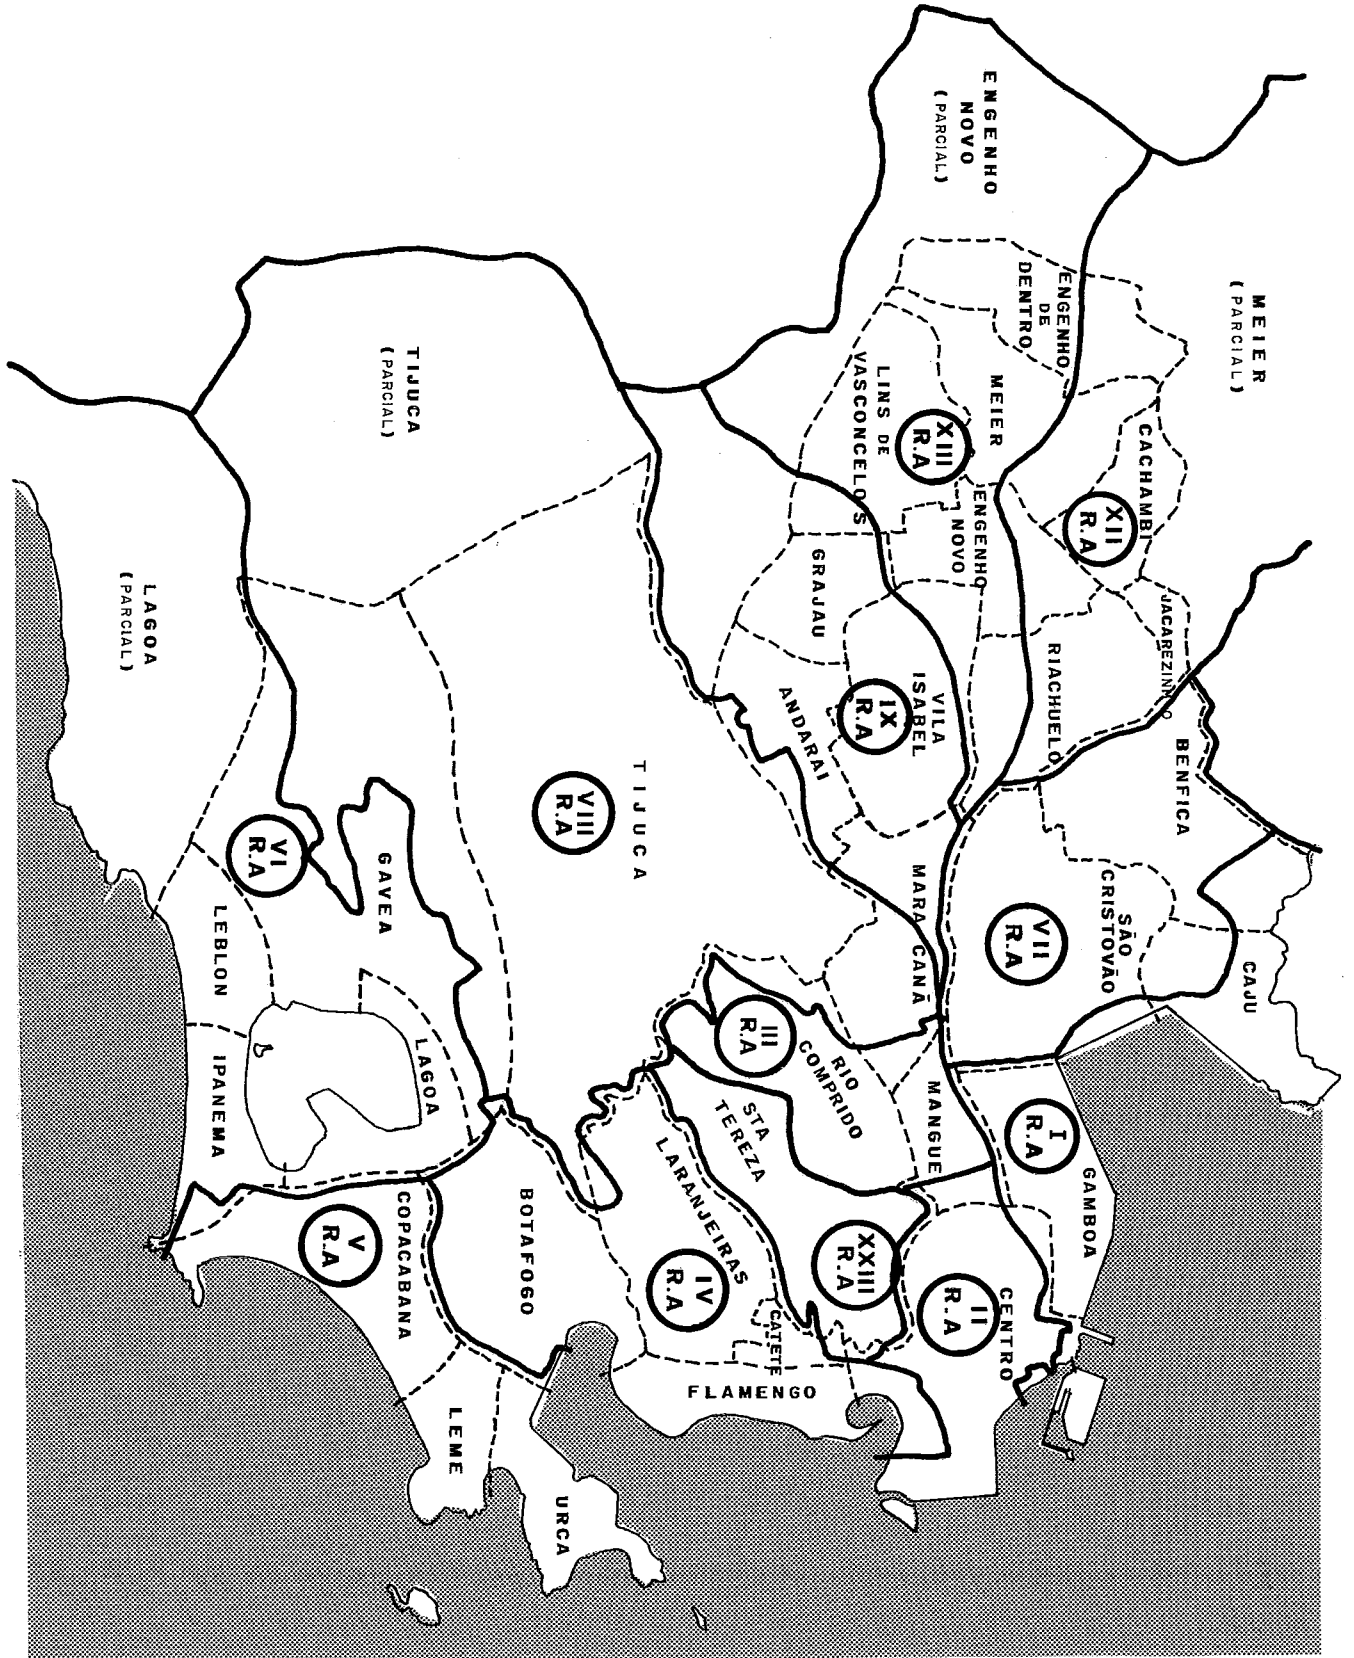 MEIER
(PARCIAL)
ENGENHO
NOVO
(PARCIAL)
ENGENHO
DE
DENTRO
CACHAMBI
XII
R.A
JACAREZINHO
BENFICA
CAJU
MEIER
XIII
R.A
LINS DE
VASCONCELOS
ENGENHO
NOVO
RIACHUELO
SÃO
CRISTOVÃO
VII
R.A
GRAJAU
VILA
ISABEL
IX
R.A
ANDARAI
MARACANÃ
MANGUE
I
R.A
GAMBOA
TIJUCA
(PARCIAL)
TIJUCA
VIII
R.A
III
R.A
RIO
COMPRIDO
STA
TEREZA
XXIII
R.A
II
R.A
CENTRO
LARANJEIRAS
IV
R.A
CATETE
FLAMENGO
LAGOA
(PARCIAL)
VI
R.A
GAVEA
LAGOA
BOTAFOGO
LEBLON
IPANEMA
V
R.A
COPACABANA
LEME
URCA